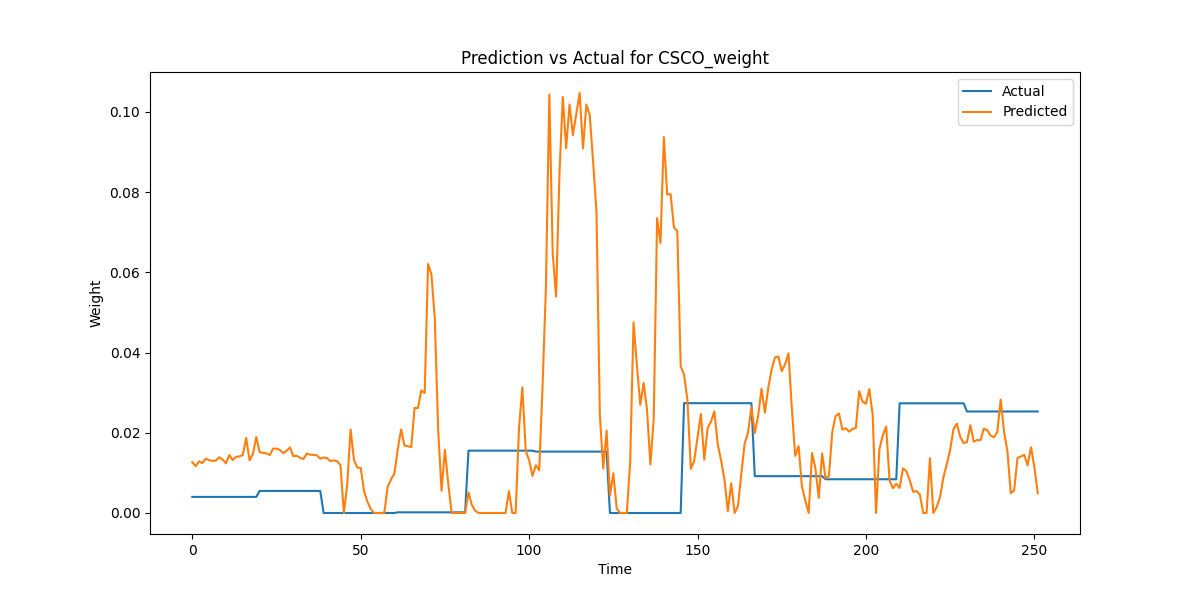 Prediction vs Actual for CSCO_weight
Actual
Predicted
0.10
0.08
0.06
0.04
0.02
0.00
Weight
0 50 100 150 200 250
Time